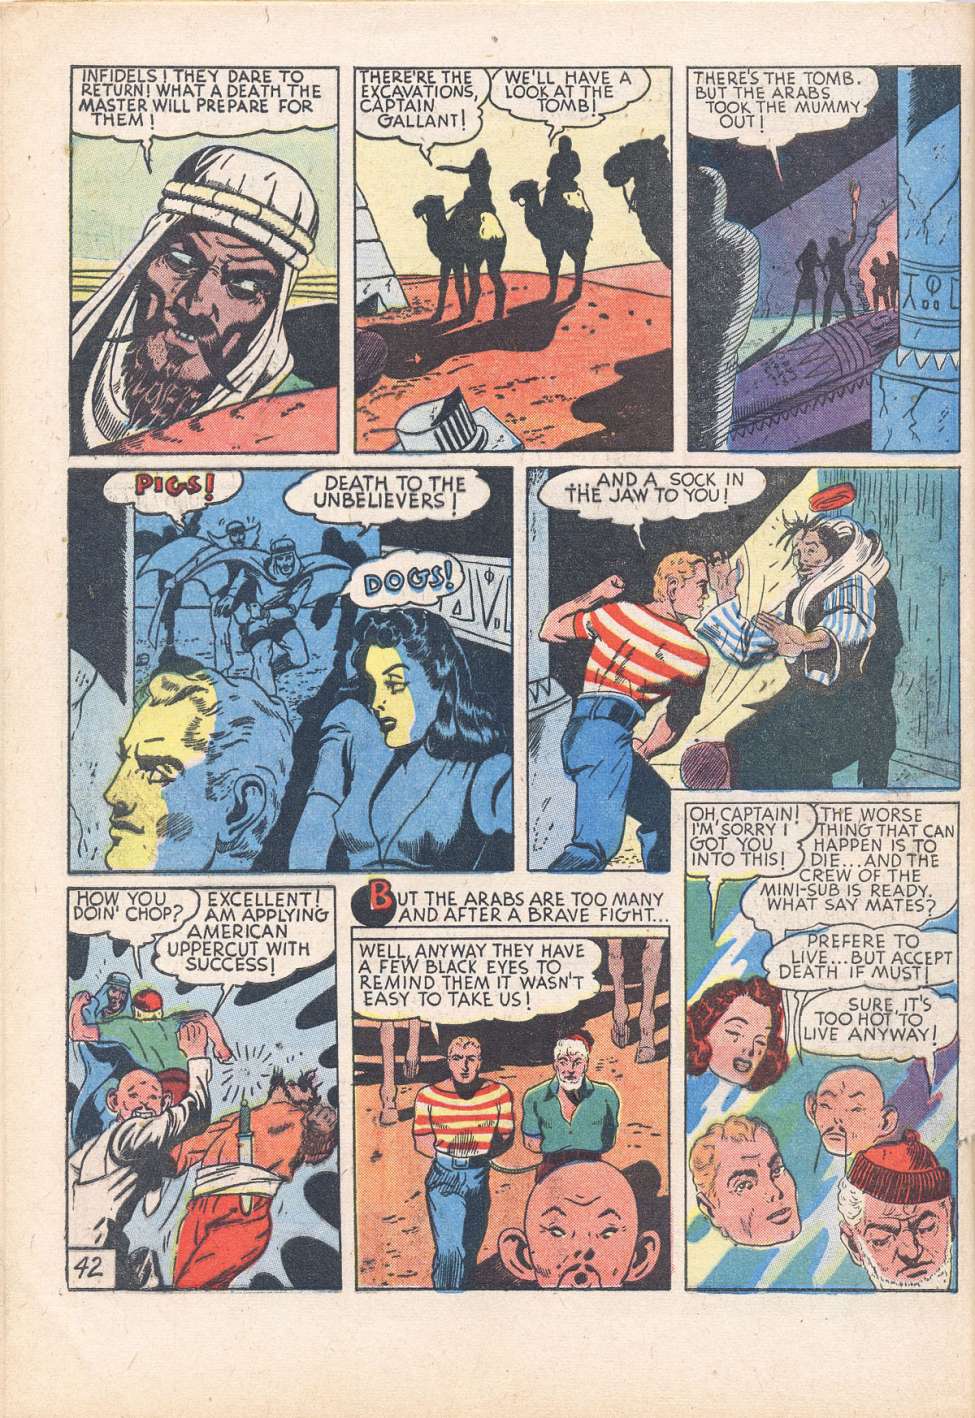 INFIDELS! THEY DARE TO
RETURN! WHAT A DEATH THE
MASTER WILL PREPARE FOR
THEM!
THERE'RE THE
EXCAVATIONS,
CAPTAIN
GALLANT!
WE'LL HAVE A
LOOK AT THE
TOMB!
THERE'S THE TOMB.
BUT THE ARABS
TOOK THE MUMMY
OUT!
PIGS!
DEATH TO THE
UNBELIEVERS!
DOGS!
AND A SOCK IN
THE JAW TO YOU!
HOW YOU
DOIN' CHOP?
EXCELLENT!
AM APPLYING
AMERICAN
UPPERCUT WITH
SUCCESS!
42
BUT THE ARABS ARE TOO MANY
AND AFTER A BRAVE FIGHT...
WELL, ANYWAY THEY HAVE
A FEW BLACK EYES TO
REMIND THEM IT WASN'T
EASY TO TAKE US!
OH, CAPTAIN!
I'M SORRY I
GOT YOU
INTO THIS!
THE WORSE
THING THAT CAN
HAPPEN IS TO
DIE...AND THE
CREW OF THE
MINI-SUB IS READY.
WHAT SAY MATES?
PREFERE TO
LIVE...BUT ACCEPT
DEATH IF MUST!
SURE, IT'S
TOO HOT TO
LIVE ANYWAY!